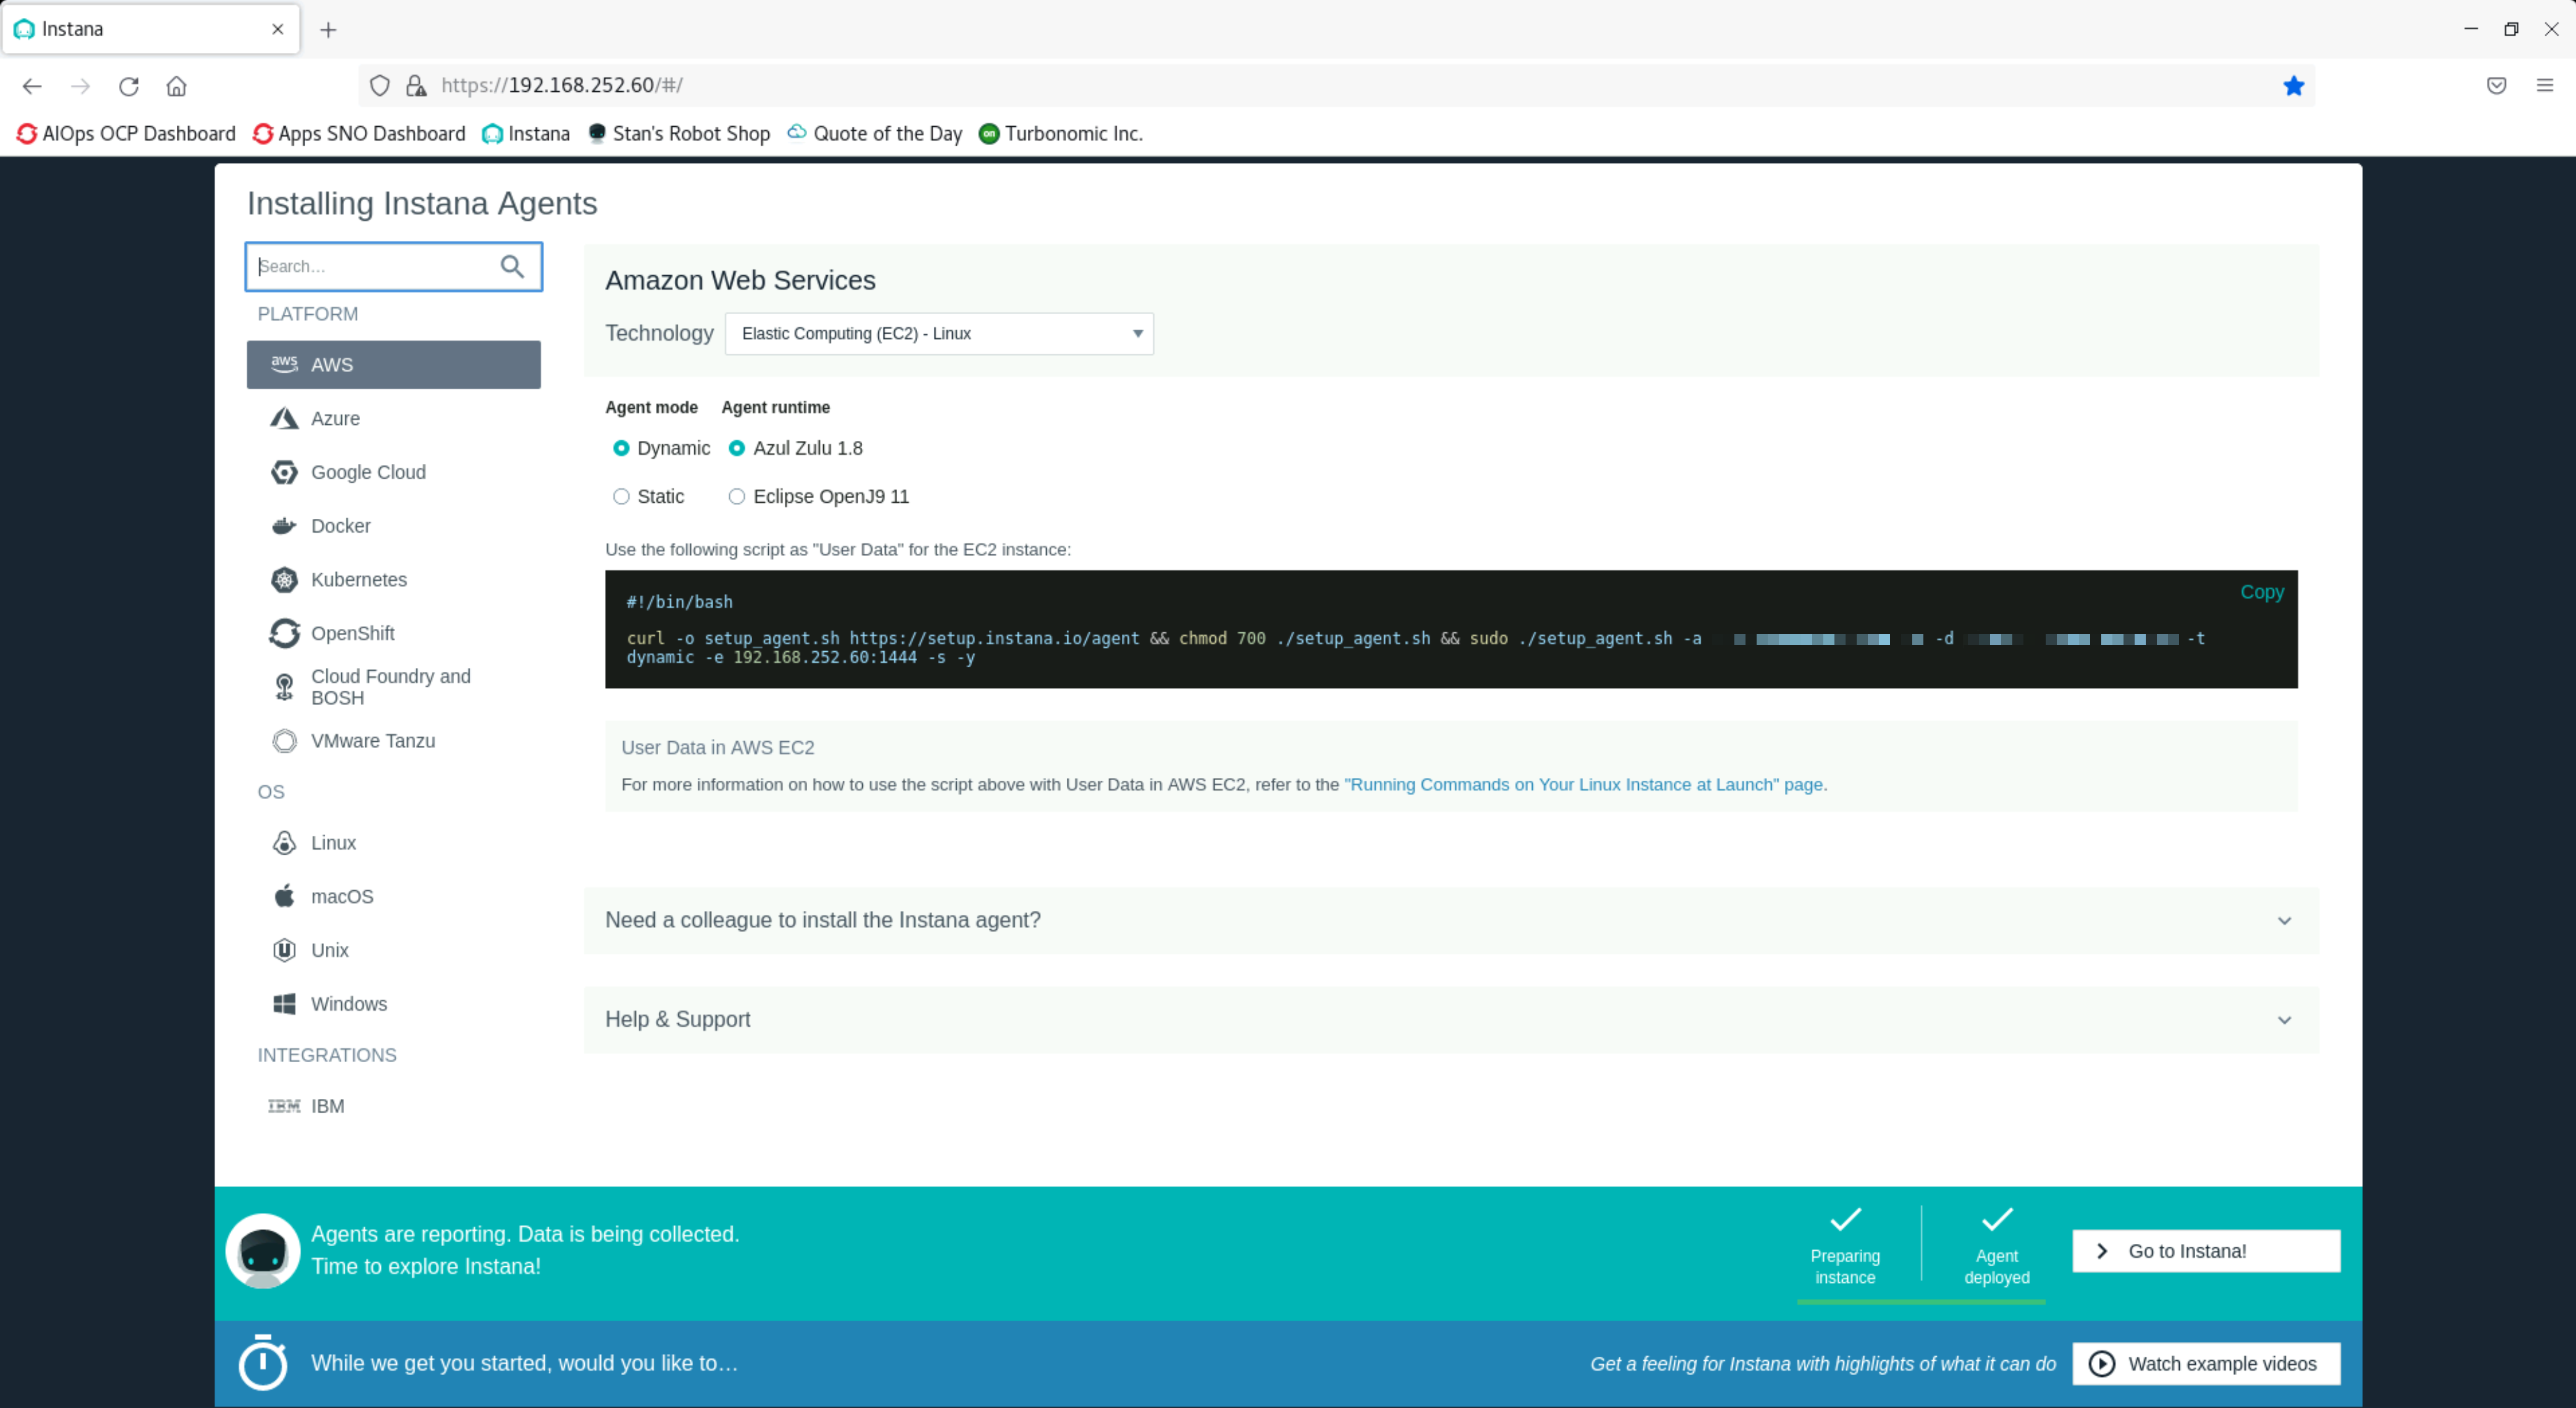 Instana
https://192.168.252.60/#/
AIOps OCP Dashboard Apps SNO Dashboard Instana Stan's Robot Shop Quote of the Day on Turbonomic Inc.
Installing Instana Agents
Search...
PLATFORM
aws AWS
Azure
Google Cloud
Docker
Kubernetes
OpenShift
Cloud Foundry and
BOSH
VMware Tanzu
OS
Linux
macOS
Unix
Windows
INTEGRATIONS
IBM IBM
Amazon Web Services
Technology Elastic Computing (EC2) - Linux
Agent mode Agent runtime
Dynamic Azul Zulu 1.8
Static Eclipse OpenJ9 11
Use the following script as "User Data" for the EC2 instance:
Copy
#!/bin/bash
curl -o setup_agent.sh https://setup.instana.io/agent && chmod 700 ./setup_agent.sh && sudo ./setup_agent.sh -a -d -t
dynamic -e 192.168.252.60:1444 -s -y
User Data in AWS EC2
For more information on how to use the script above with User Data in AWS EC2, refer to the "Running Commands on Your Linux Instance at Launch" page.
Need a colleague to install the Instana agent?
Help & Support
Agents are reporting. Data is being collected.
Time to explore Instana!
Preparing
instance
Agent
deployed
Go to Instana!
While we get you started, would you like to...
Get a feeling for Instana with highlights of what it can do
Watch example videos